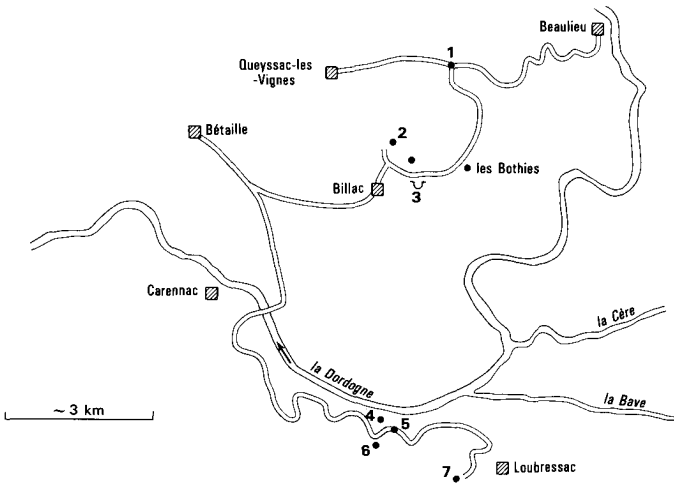 Beaulieu
1
Queyssac-les
-Vignes
Bétaille
2
les Bothies
Billac
3
Carennac
la Cère
la Dordogne
la Bave
~ 3 km
4
5
6
7
Loubressac